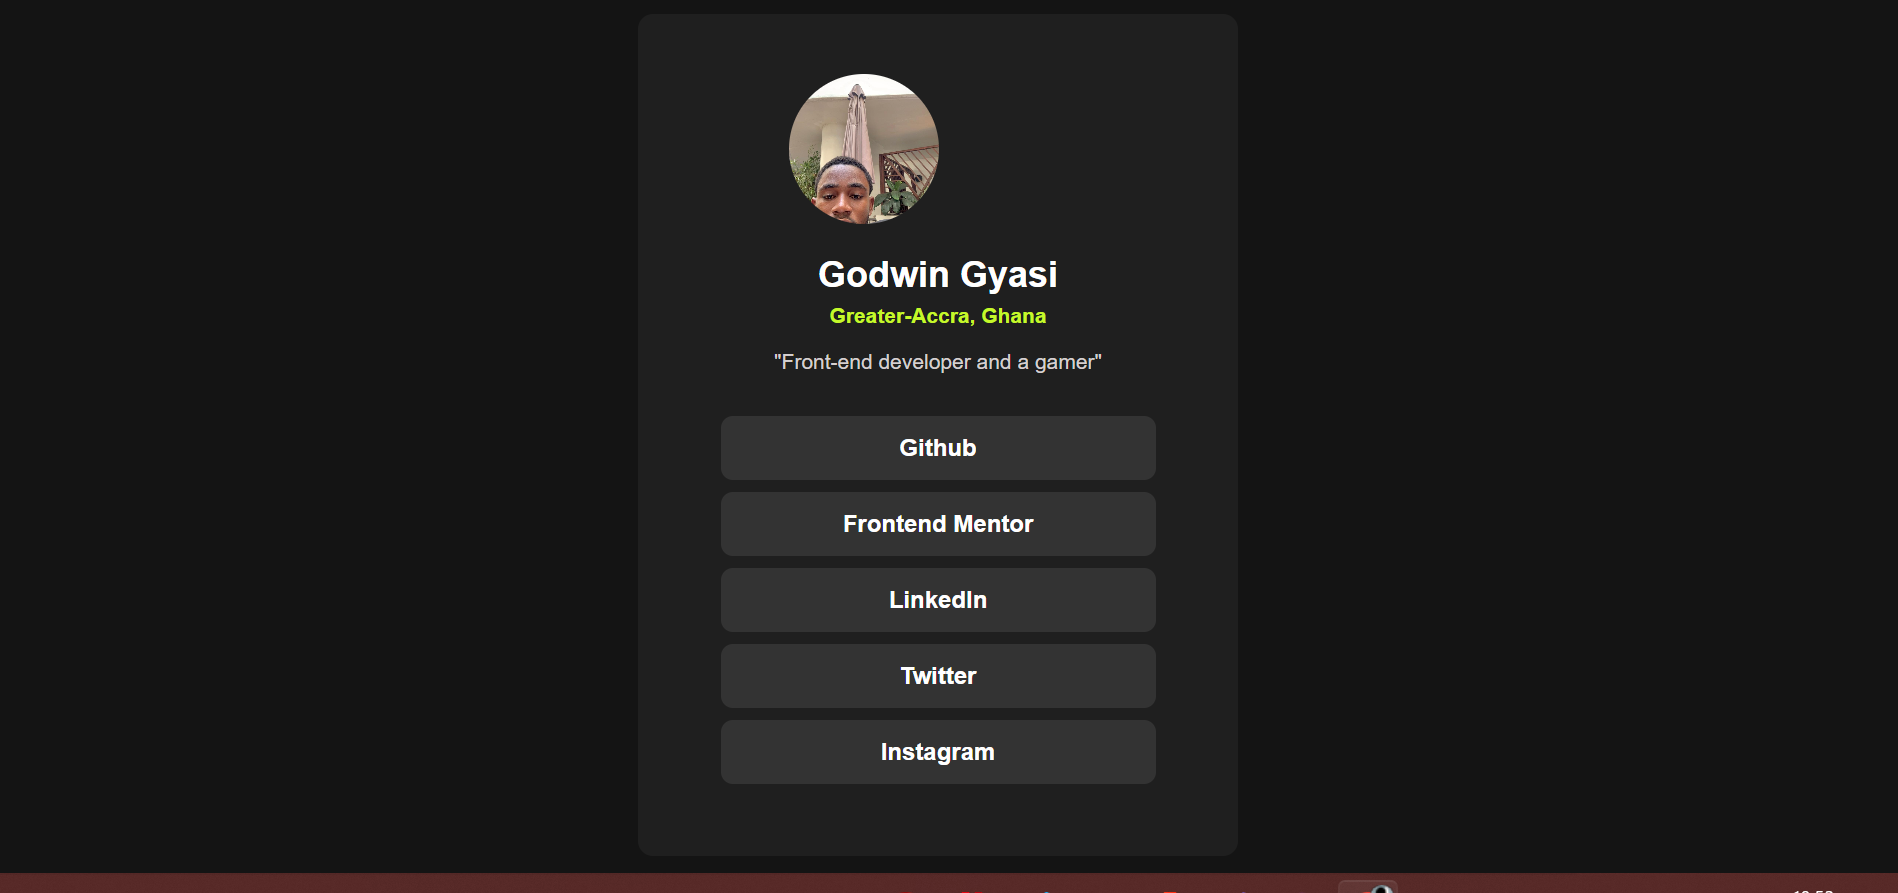 Godwin Gyasi
Greater-Accra, Ghana
"Front-end developer and a gamer"
Github
Frontend Mentor
LinkedIn
Twitter
Instagram